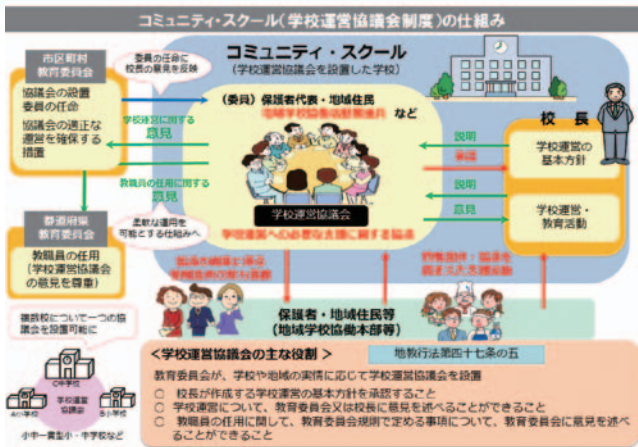 コミュニティ・スクール(学校運営協議会制度)の仕組み
市区町村
教育委員会
協議会の設置
委員の任命
協議会の適正な
運営を確保する
措置
委員の任命に
校長の意見を反映
コミュニティ・スクール
(学校運営協議会を設置した学校)
(委員)保護者代表・地域住民
など
学校運営に関する
意見
教職員の任用に関する
意見
学校運営協議会
校長
説明
承認
学校運営の
基本方針
説明
意見
学校運営・
教育活動
都道府県
教育委員会
柔軟な運用を
可能とする仕組みへ
教職員の任用
(学校運営協議会
の意見を尊重)
保護者・地域住民等
(地域学校協働本部等)
複数校について一つの協
議会を設置可能に
C中学校
A小学校
B小学校
学校運営
協議会
小中一貫型小・中学校など
<学校運営協議会の主な役割>
地教行法第四十七条の五
教育委員会が、学校や地域の実情に応じて学校運営協議会を設置
○ 校長が作成する学校運営の基本方針を承認すること
○ 学校運営について、教育委員会又は校長に意見を述べることができること
○ 教職員の任用に関して、教育委員会規則で定める事項について、教育委員会に意見を述べ
ることができること